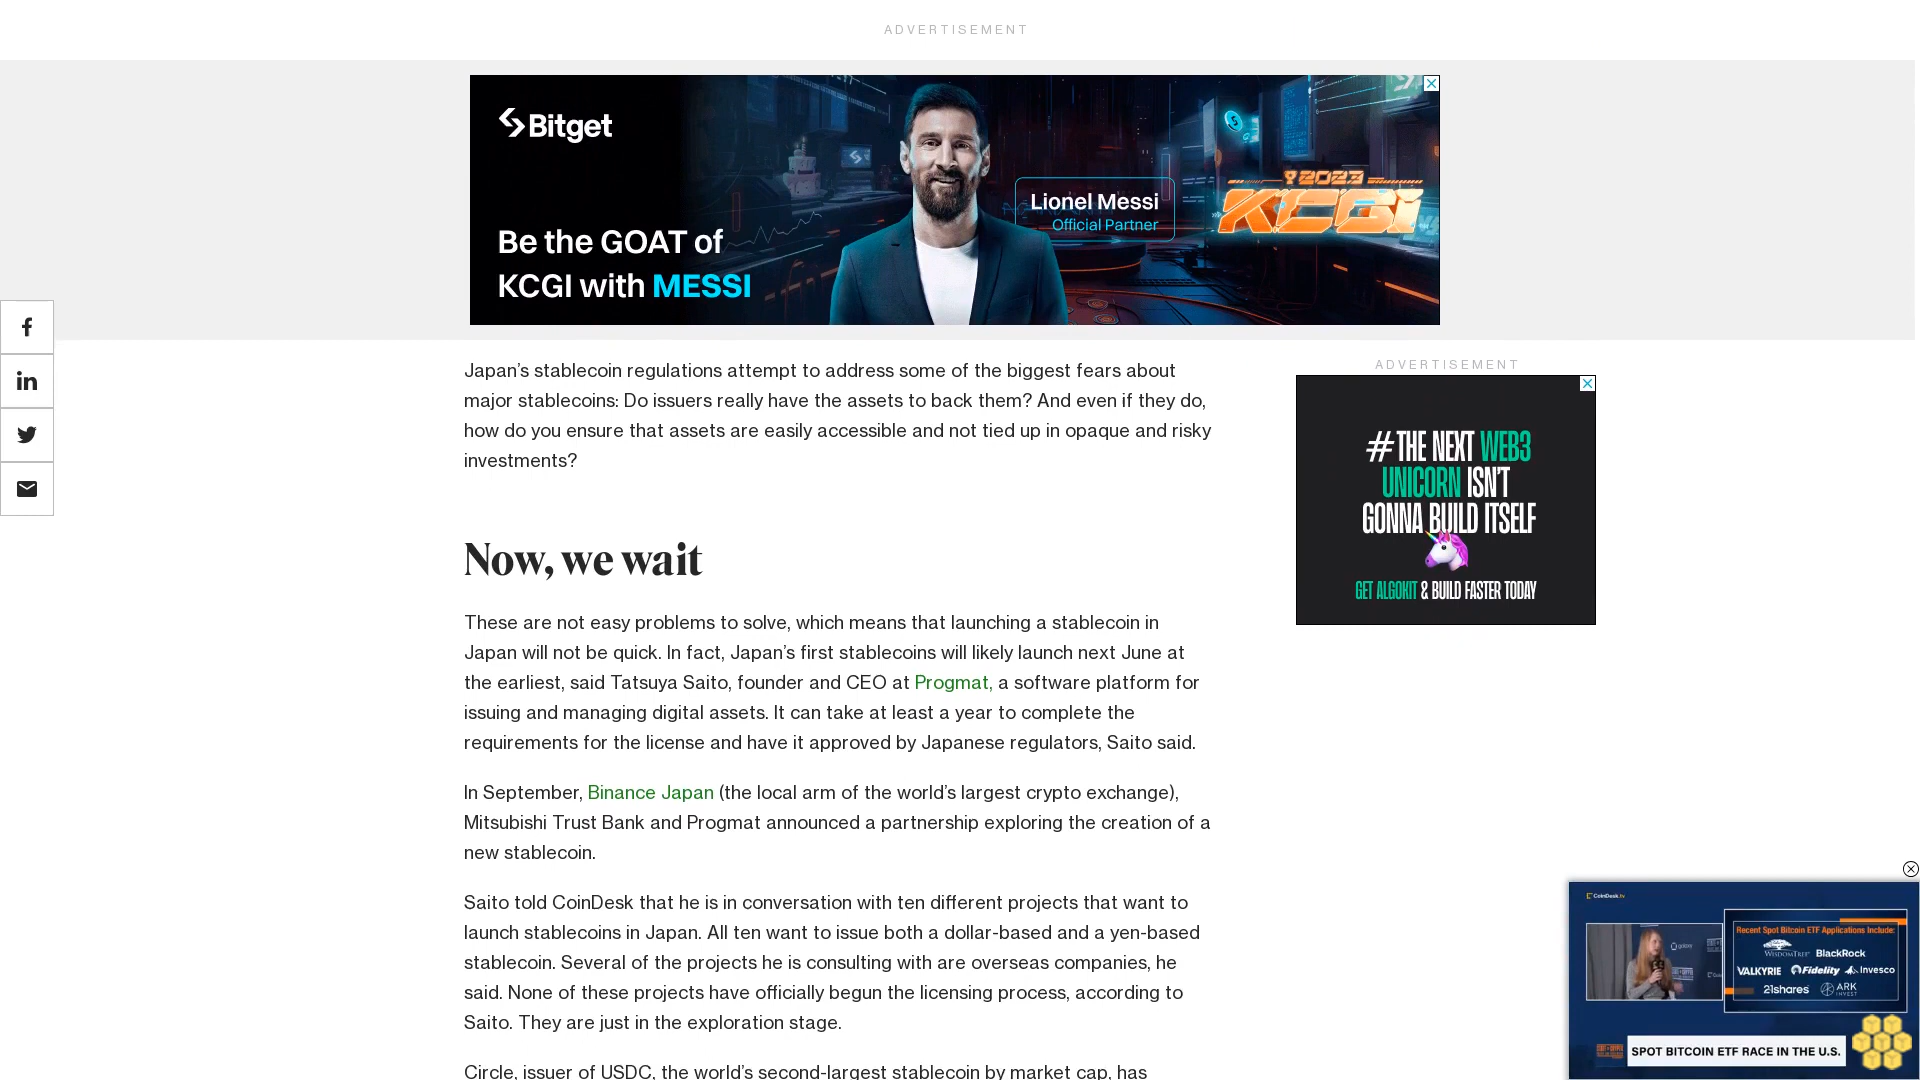 ADVERTISEMENT
Bitget
Be the GOAT of
KCGI with MESSI
Lionel Messi
Official Partner
Y2023
KCGI
Japan’s stablecoin regulations attempt to address some of the biggest fears about
major stablecoins: Do issuers really have the assets to back them? And even if they do,
how do you ensure that assets are easily accessible and not tied up in opaque and risky
investments?
ADVERTISEMENT
#THE NEXT WEB3
UNICORN ISN'T
GONNA BUILD ITSELF
GET ALGOKIT & BUILD FASTER TODAY
Now, we wait
These are not easy problems to solve, which means that launching a stablecoin in
Japan will not be quick. In fact, Japan’s first stablecoins will likely launch next June at
the earliest, said Tatsuya Saito, founder and CEO at Progmat, a software platform for
issuing and managing digital assets. It can take at least a year to complete the
requirements for the license and have it approved by Japanese regulators, Saito said.
In September, Binance Japan (the local arm of the world’s largest crypto exchange),
Mitsubishi Trust Bank and Progmat announced a partnership exploring the creation of a
new stablecoin.
Saito told CoinDesk that he is in conversation with ten different projects that want to
launch stablecoins in Japan. All ten want to issue both a dollar-based and a yen-based
stablecoin. Several of the projects he is consulting with are overseas companies, he
said. None of these projects have officially begun the licensing process, according to
Saito. They are just in the exploration stage.
Circle, issuer of USDC, the world’s second-largest stablecoin by market cap, has
CoinDesk.tv
Recent Spot Bitcoin ETF Applications Include:
WISDOMTREE BlackRock
VALKYRIE Fidelity Invesco
21shares ARK INVEST
galaxy
SPOT BITCOIN ETF RACE IN THE U.S.